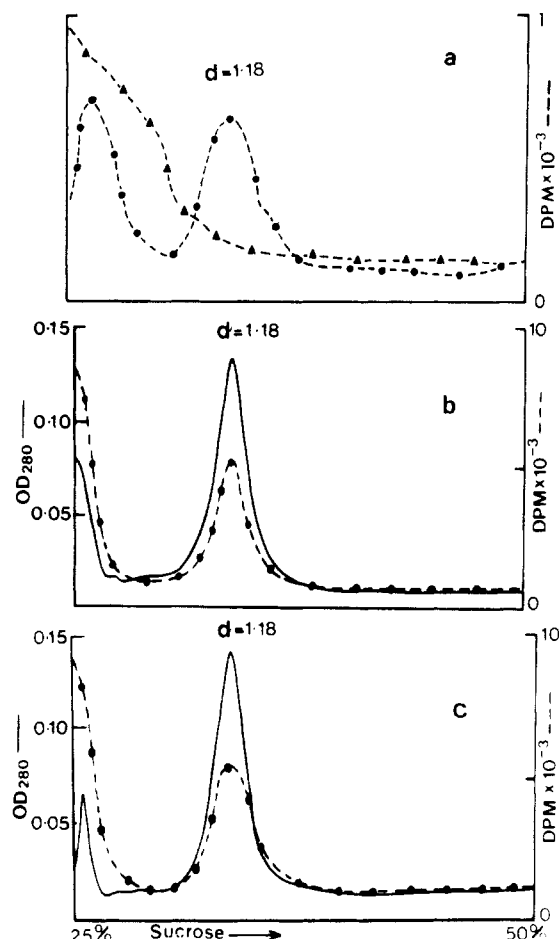 1
a
d=1·18
DPM×10⁻³ ---
0
0·15
0·10
0·05
OD280 —
d=1·18
b
10
DPM×10⁻³ ---
0
0·15
0·10
0·05
OD280 —
d=1·18
c
10
DPM×10⁻³ ---
0
25% Sucrose → 50%